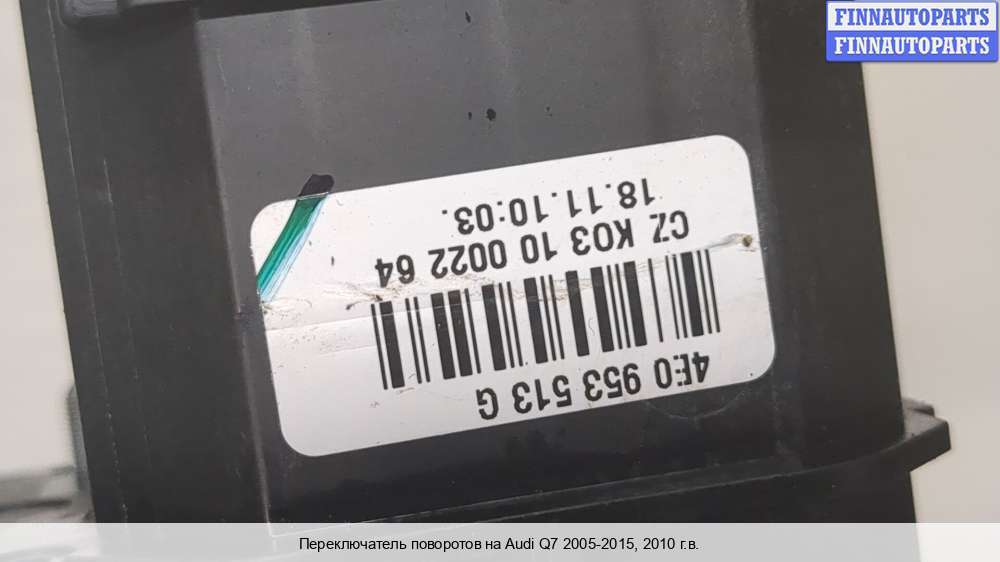 FINNAUTOPARTS
FINNAUTOPARTS
4E0 953 513 G
CZ K03 10 0022 64
18.11.10:03.
Переключатель поворотов на Audi Q7 2005-2015, 2010 г.в.